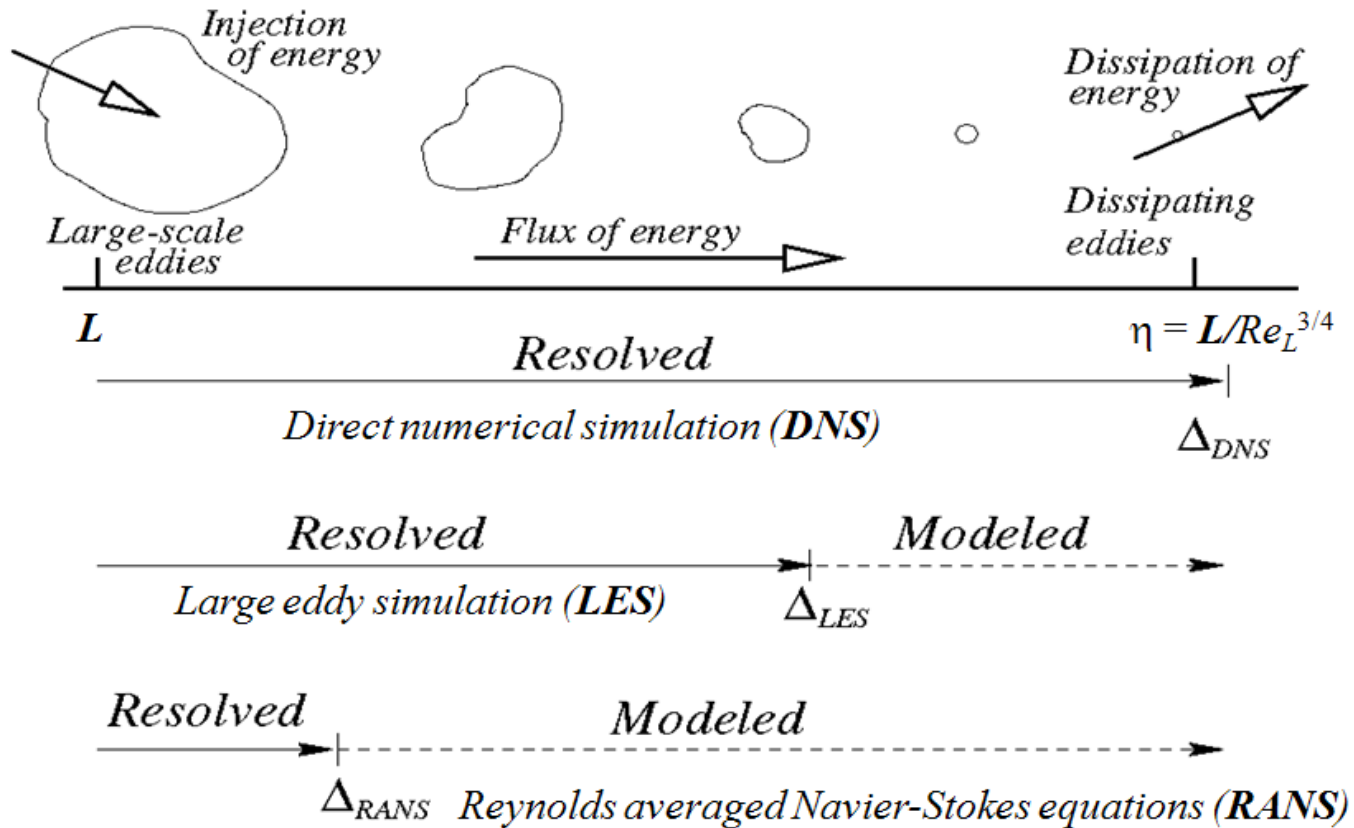 Injection
of energy
Dissipation of
energy
Large-scale
eddies
Flux of energy
Dissipating
eddies
L
η = L/Re_L^{3/4}
Resolved
Direct numerical simulation (DNS)
Δ_DNS
Resolved
Modeled
Large eddy simulation (LES)
Δ_LES
Resolved
Modeled
Δ_RANS
Reynolds averaged Navier-Stokes equations (RANS)